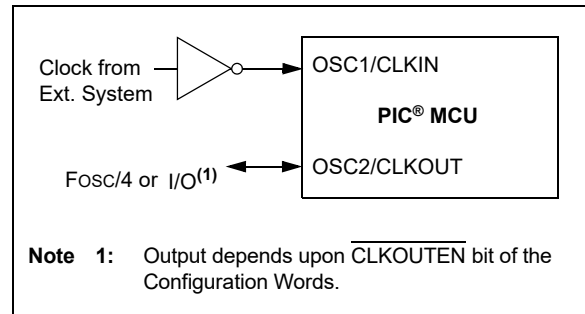 Clock from
Ext. System
OSC1/CLKIN
PIC® MCU
FOSC/4 or I/O(1)
OSC2/CLKOUT
Note 1: Output depends upon CLKOUTEN bit of the
Configuration Words.